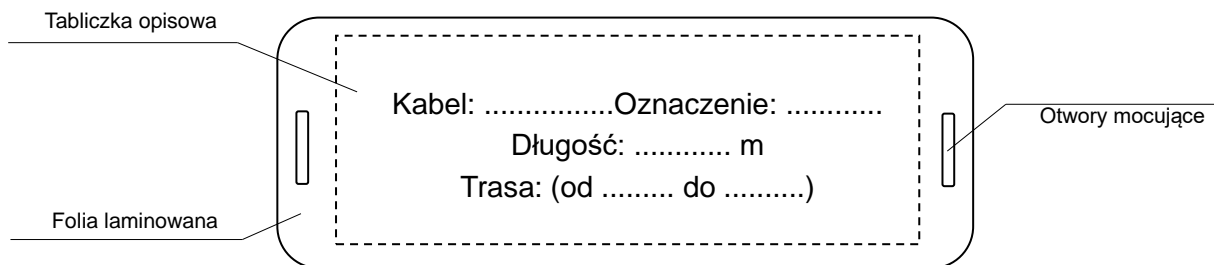 Tabliczka opisowa
Kabel: ................Oznaczenie: ............
Otwory mocujące
Długość: ............ m
Trasa: (od ......... do ..........)
Folia laminowana